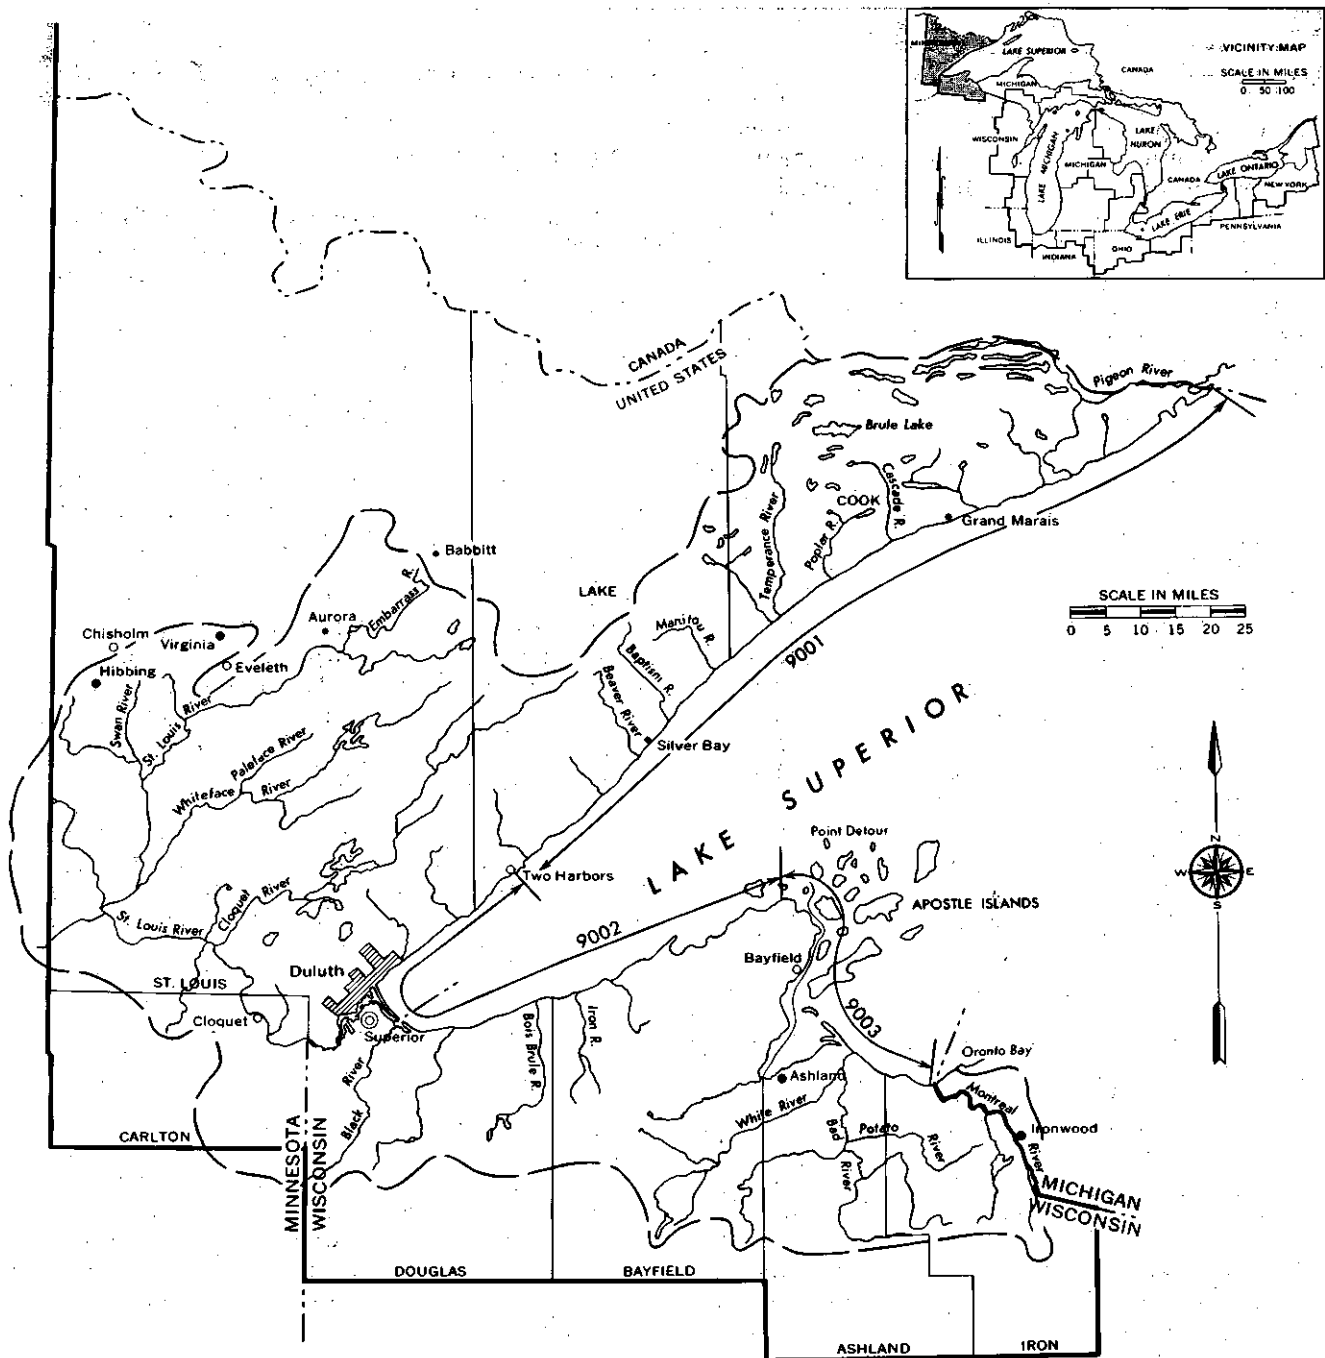 VICINITY MAP
SCALE IN MILES
0 50 100
LAKE SUPERIOR
CANADA
MICHIGAN
WISCONSIN
LAKE MICHIGAN
MICHIGAN
LAKE HURON
CANADA
LAKE ONTARIO
NEW YORK
LAKE ERIE
PENNSYLVANIA
ILLINOIS
INDIANA
OHIO
CANADA
UNITED STATES
Pigeon River
Brule Lake
COOK
Cascade R.
Poplar R.
Temperance River
Grand Marais
Babbitt
Embarrass R.
Aurora
LAKE
SCALE IN MILES
0 5 10 15 20 25
Chisholm
Virginia
Eveleth
Hibbing
Manitou R.
Baptism R.
Beaver River
9001
Swan River
St. Louis River
Paleface River
Whiteface River
Silver Bay
LAKE SUPERIOR
Point Detour
N
W E
S
Two Harbors
APOSTLE ISLANDS
Cloquet River
St. Louis River
9002
Duluth
ST. LOUIS
Bayfield
Cloquet
Superior
Iron R.
Bois Brule R.
9003
Oronto Bay
Black River
Ashland
White River
Montreal River
Bad River
Potato River
Ironwood
CARLTON
MINNESOTA
WISCONSIN
MICHIGAN
WISCONSIN
DOUGLAS
BAYFIELD
ASHLAND
IRON